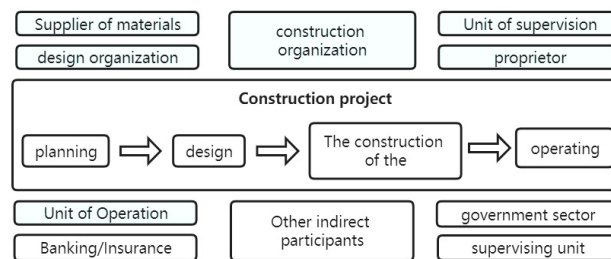 Supplier of materials
construction
organization
Unit of supervision
design organization
proprietor
Construction project
planning
design
The construction
of the
operating
Unit of Operation
Other indirect
participants
government sector
Banking/Insurance
supervising unit